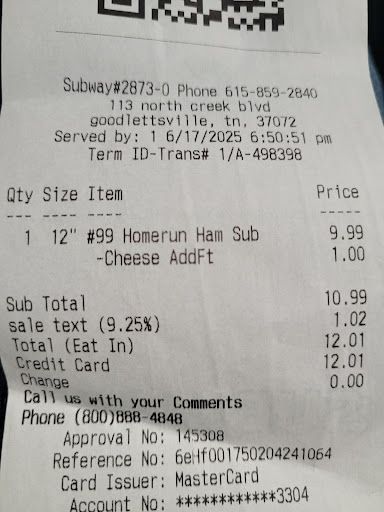 Subway#2873-0 Phone 615-859-2840
113 north creek blvd
goodlettsville, tn, 37072
Served by: 1 6/17/2025 6:50:51 pm
Term ID-Trans# 1/A-498398
Qty Size Item Price
--- ---- ---- -----
1 12" #99 Homerun Ham Sub 9.99
-Cheese AddFt 1.00
Sub Total 10.99
sale text (9.25%) 1.02
Total (Eat In) 12.01
Credit Card 12.01
Change 0.00
Call us with your Comments
Phone (800)888-4848
Approval No: 145308
Reference No: 6eHf001750204241064
Card Issuer: MasterCard
Account No: ************3304